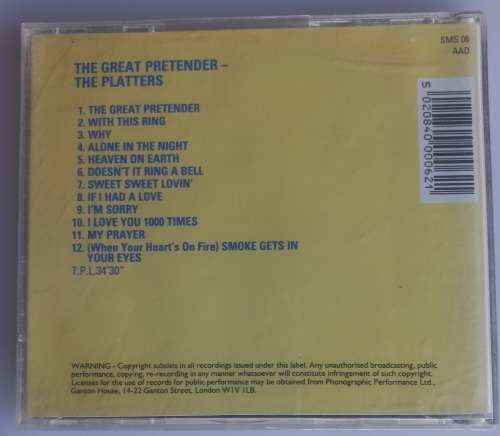 SMS 06
AAD
THE GREAT PRETENDER –
THE PLATTERS
1. THE GREAT PRETENDER
2. WITH THIS RING
3. WHY
4. ALONE IN THE NIGHT
5. HEAVEN ON EARTH
6. DOESN'T IT RING A BELL
7. SWEET SWEET LOVIN'
8. IF I HAD A LOVE
9. I'M SORRY
10. I LOVE YOU 1000 TIMES
11. MY PRAYER
12. (When Your Heart's On Fire) SMOKE GETS IN
YOUR EYES
T.P.L.34'30"
5 020840 000621
WARNING - Copyright subsists in all recordings issued under this label. Any unauthorised broadcasting, public
performance, copying, re-recording in any manner whatsoever will constitute infringement of such copyright.
Licenses for the use of records for public performance may be obtained from Phonographic Performance Ltd.,
Ganton House, 14-22 Ganton Street, London W1V 1LB.